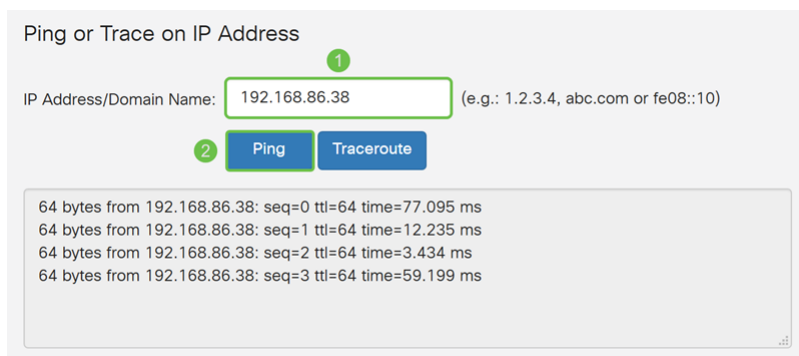 Ping or Trace on IP Address
1
IP Address/Domain Name: 192.168.86.38 (e.g.: 1.2.3.4, abc.com or fe08::10)
2 Ping Traceroute
64 bytes from 192.168.86.38: seq=0 ttl=64 time=77.095 ms
64 bytes from 192.168.86.38: seq=1 ttl=64 time=12.235 ms
64 bytes from 192.168.86.38: seq=2 ttl=64 time=3.434 ms
64 bytes from 192.168.86.38: seq=3 ttl=64 time=59.199 ms